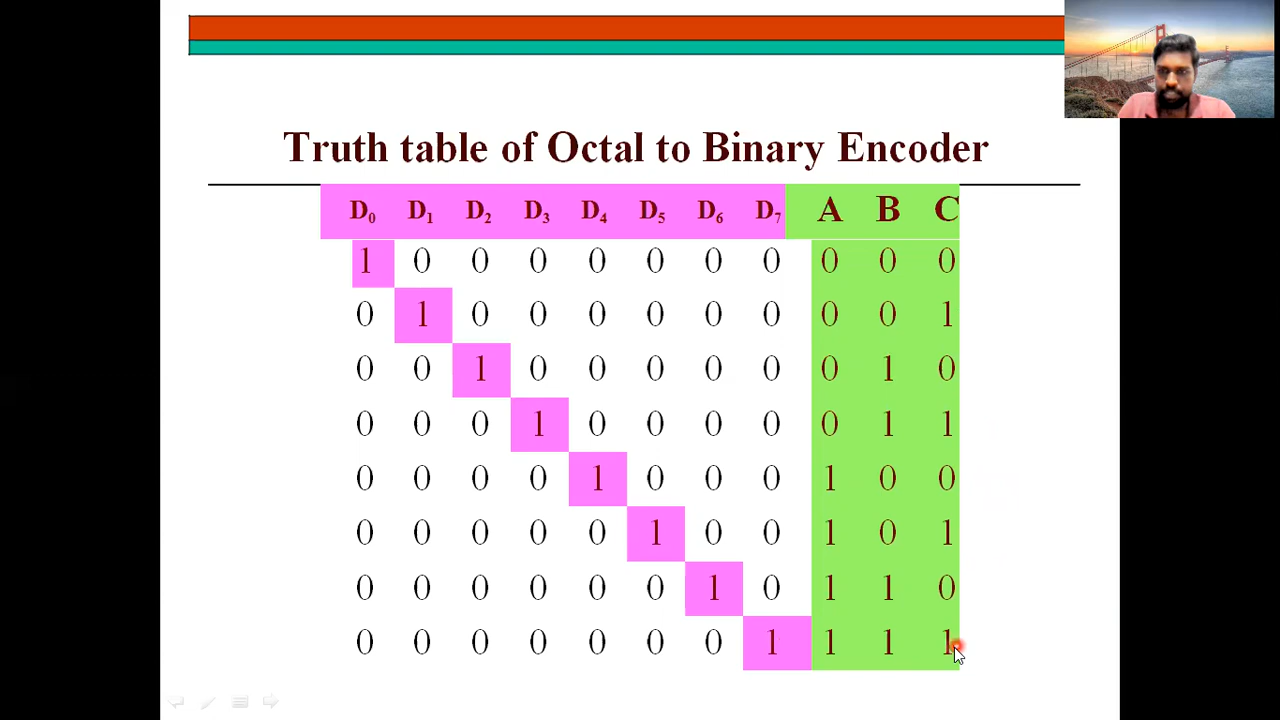 Truth table of Octal to Binary Encoder
D₀ D₁ D₂ D₃ D₄ D₅ D₆ D₇ A B C
1 0 0 0 0 0 0 0 0 0 0
0 1 0 0 0 0 0 0 0 0 1
0 0 1 0 0 0 0 0 0 1 0
0 0 0 1 0 0 0 0 0 1 1
0 0 0 0 1 0 0 0 1 0 0
0 0 0 0 0 1 0 0 1 0 1
0 0 0 0 0 0 1 0 1 1 0
0 0 0 0 0 0 0 1 1 1 1